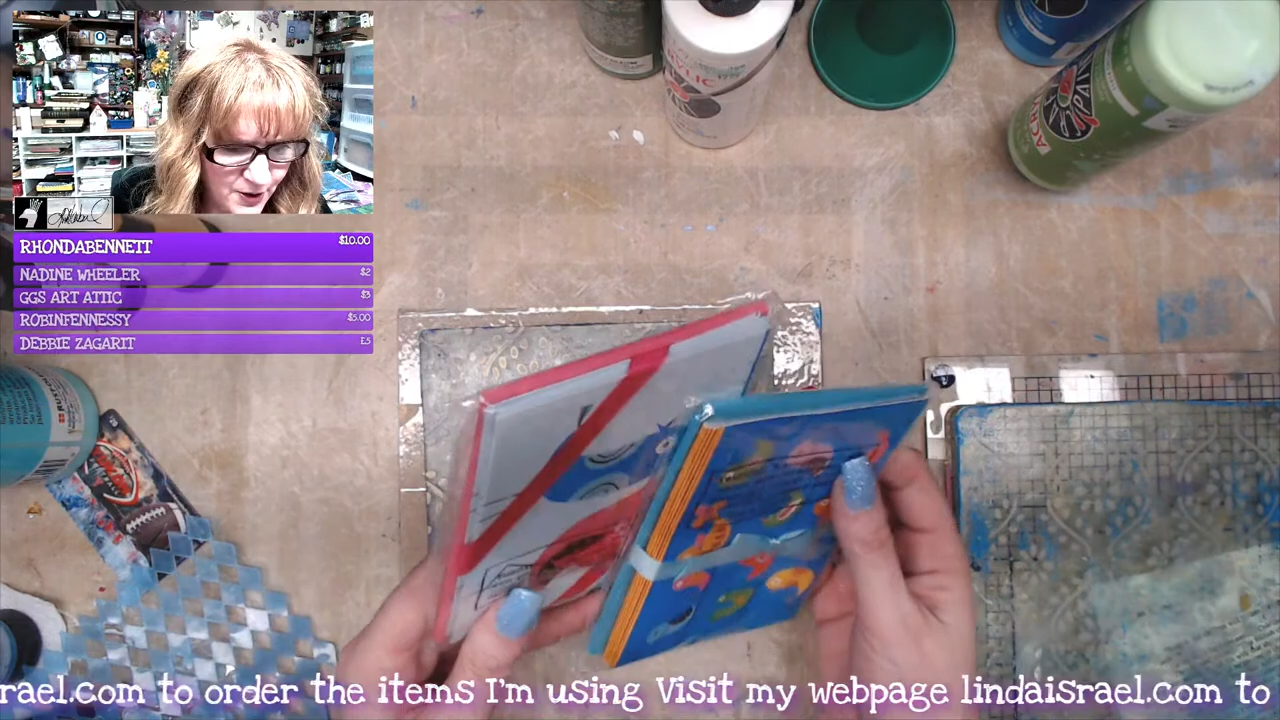 RHONDABENNETT $10.00
NADINE WHEELER $2
GGS ART ATTIC $3
ROBINFENNESSY $5.00
DEBBIE ZAGARIT £5
ACRYLIC
rael.com to order the items I'm using Visit my webpage lindaisrael.com to